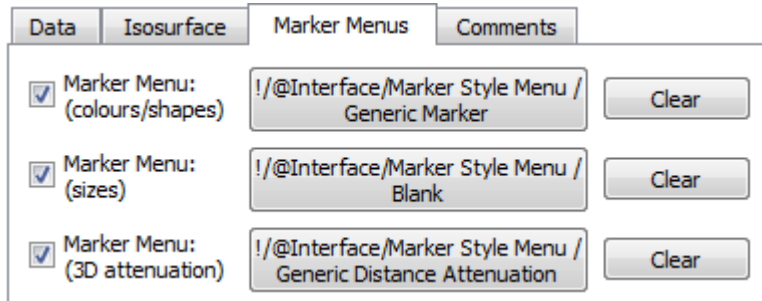 Data Isosurface Marker Menus Comments
Marker Menu: !/@Interface/Marker Style Menu / Clear
(colours/shapes) Generic Marker
Marker Menu: !/@Interface/Marker Style Menu / Clear
(sizes) Blank
Marker Menu: !/@Interface/Marker Style Menu / Clear
(3D attenuation) Generic Distance Attenuation